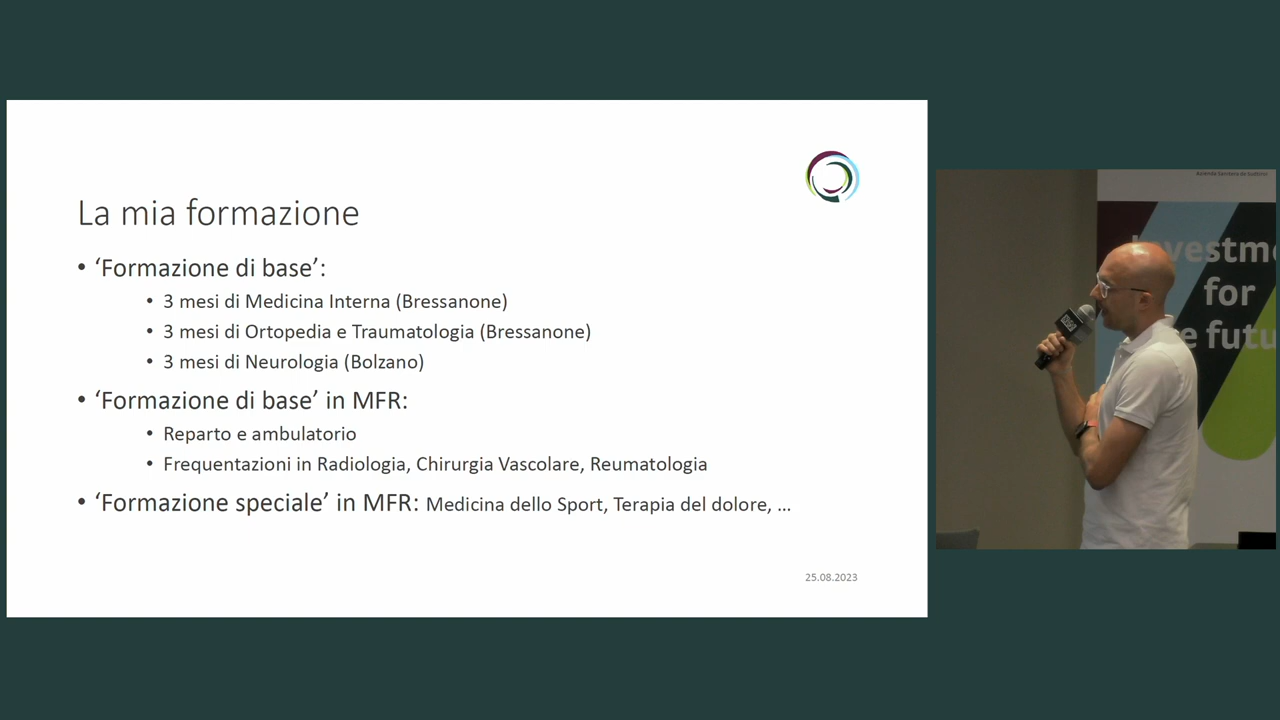 La mia formazione
• ‘Formazione di base’:
• 3 mesi di Medicina Interna (Bressanone)
• 3 mesi di Ortopedia e Traumatologia (Bressanone)
• 3 mesi di Neurologia (Bolzano)
• ‘Formazione di base’ in MFR:
• Reparto e ambulatorio
• Frequentazioni in Radiologia, Chirurgia Vascolare, Reumatologia
• ‘Formazione speciale’ in MFR: Medicina dello Sport, Terapia del dolore, ...
25.08.2023
for